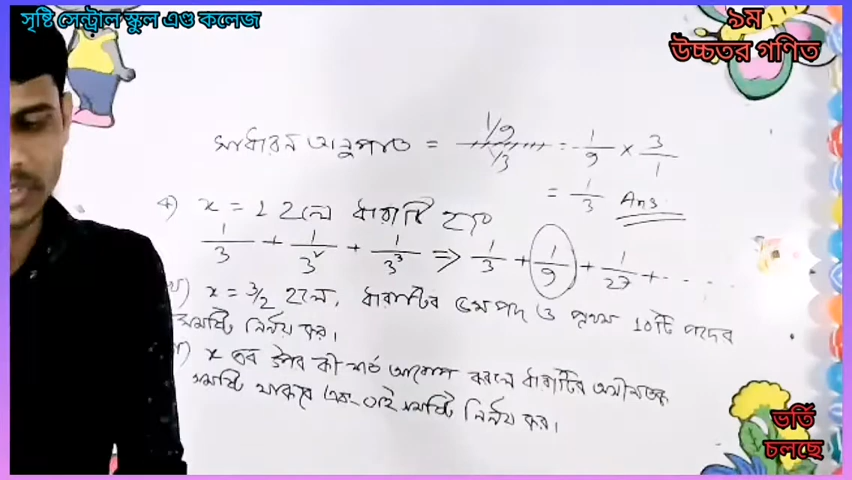 সৃষ্টি সেন্ট্রাল স্কুল এণ্ড কলেজ
৯ম
উচ্চতর গণিত
সাধারন অনুপাত = 1/9 / 1/3 = 1/9 × 3/1
= 1/3 Ans.
ক) x = 1 হলে ধারাটি হবে
1/3 + 1/3² + 1/3³ ⇒ 1/3 + 1/9 + 1/27 + ....
খ) x = 3/2 হলে, ধারাটির ৫ম পদ ও প্রথম 10টি পদের
সমষ্টি নির্ণয় কর।
গ) x এর উপর কী শর্ত আরোপ করলে ধারাটির অসীমতক
সমষ্টি থাকবে এবং ঐ সমষ্টি নির্ণয় কর।
ভর্তি
চলছে